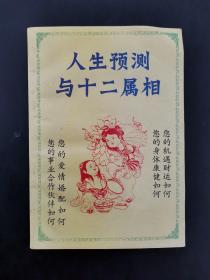 人生预测
与十二属相
您的机遇财运如何
您的身体康健如何
您的爱情婚配如何
您的事业合作伙伴如何